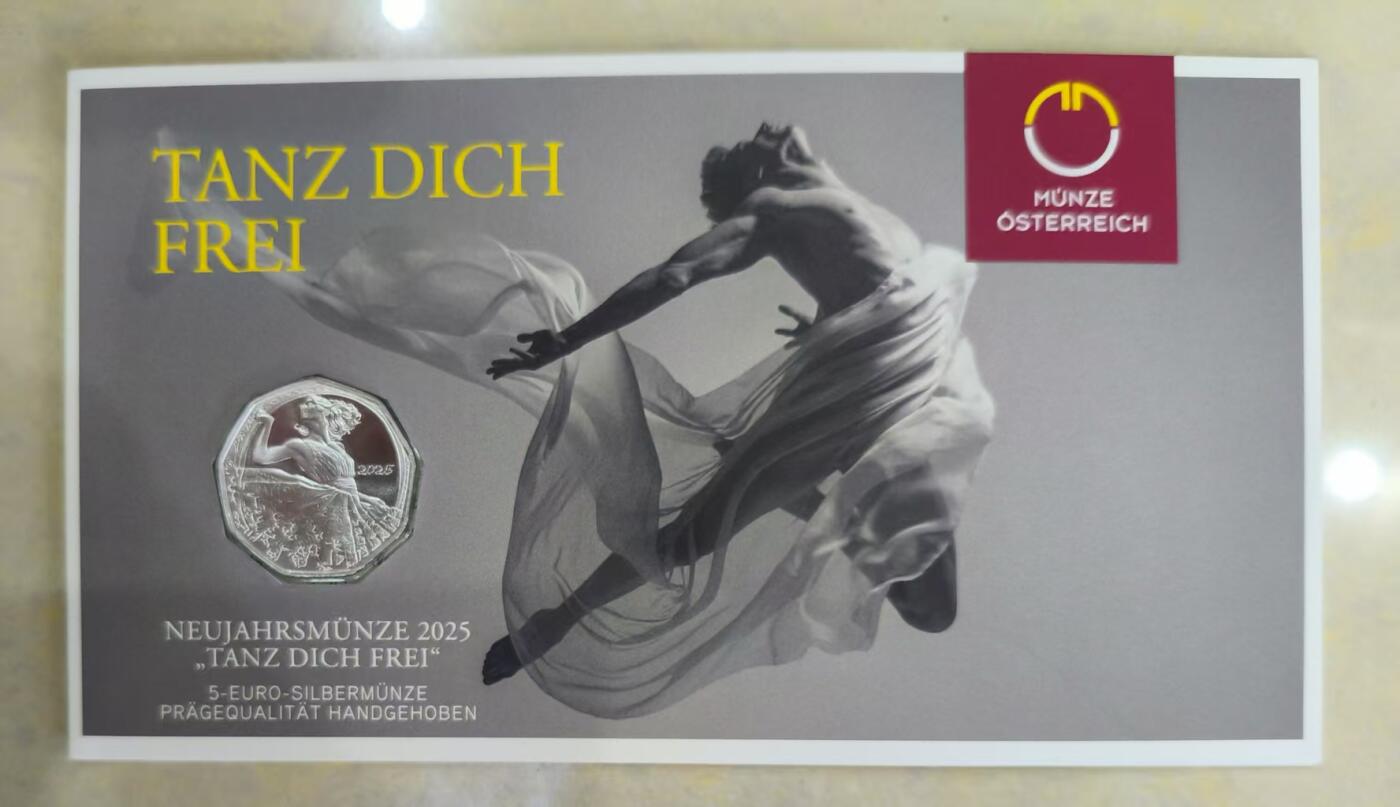 TANZ DICH
FREI
MÜNZE
ÖSTERREICH
2025
NEUJAHRSMÜNZE 2025
„TANZ DICH FREI“
5-EURO-SILBERMÜNZE
PRÄGEQUALITÄT HANDGEHOBEN